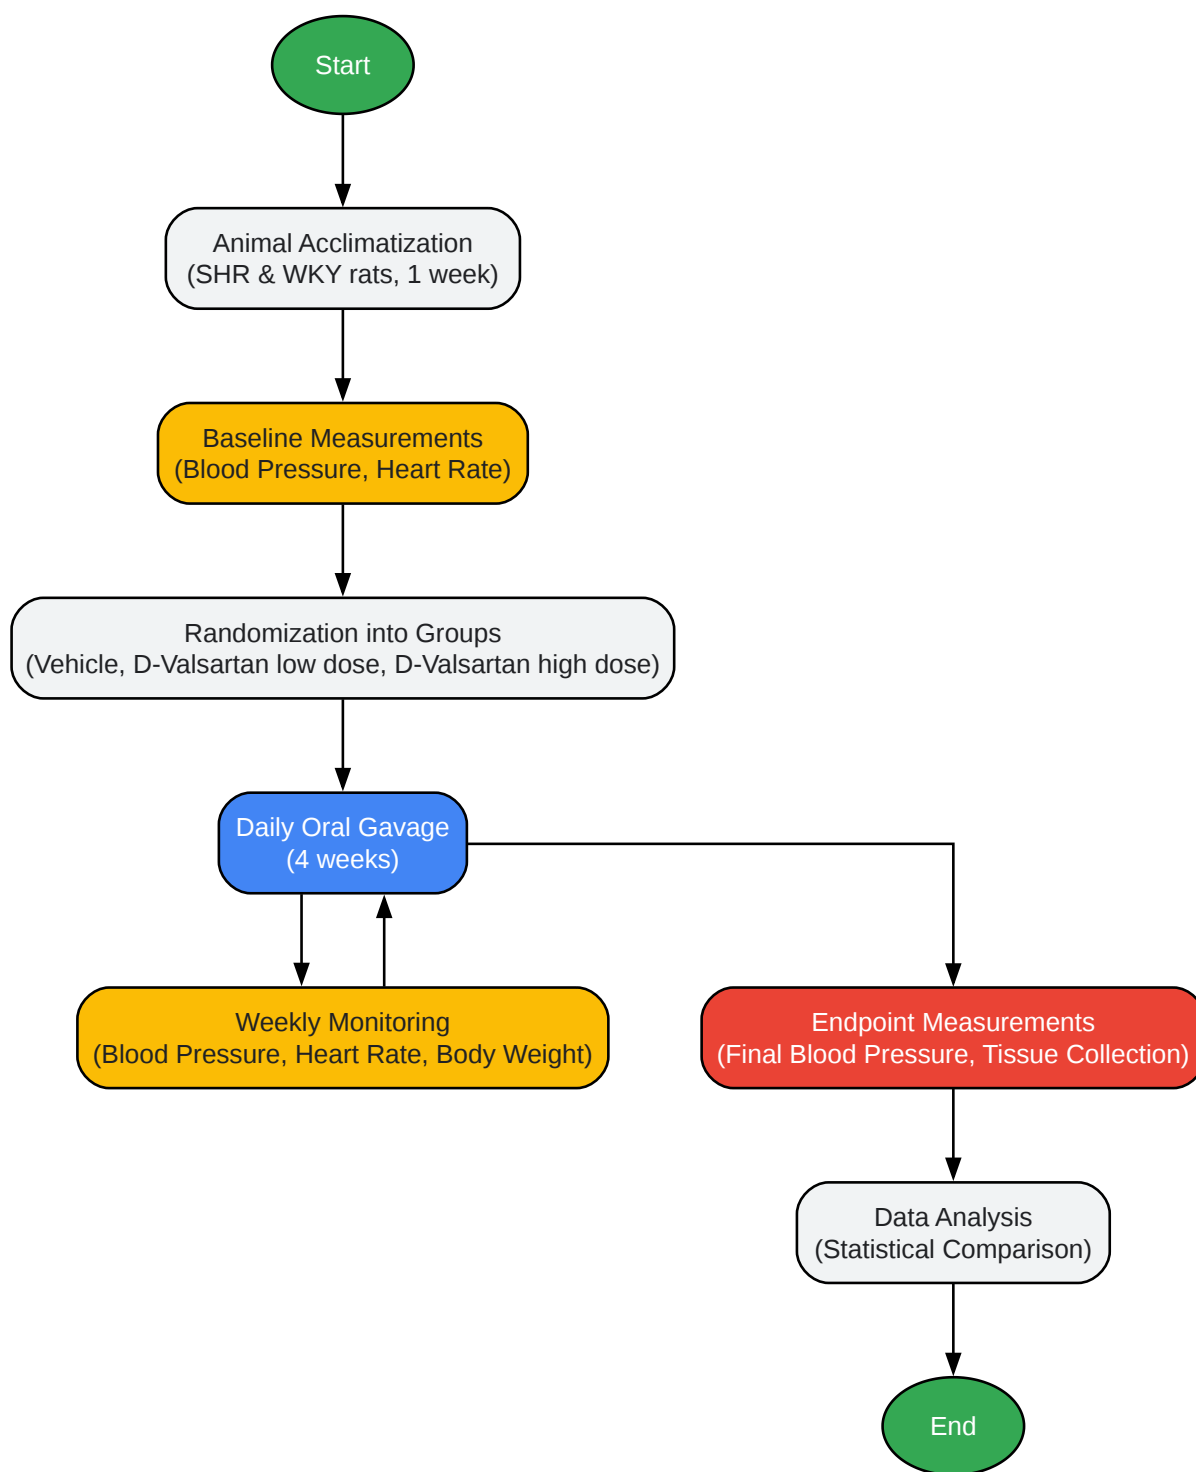 Start
Animal Acclimatization
(SHR & WKY rats, 1 week)
Baseline Measurements
(Blood Pressure, Heart Rate)
Randomization into Groups
(Vehicle, D-Valsartan low dose, D-Valsartan high dose)
Daily Oral Gavage
(4 weeks)
Weekly Monitoring
(Blood Pressure, Heart Rate, Body Weight)
Endpoint Measurements
(Final Blood Pressure, Tissue Collection)
Data Analysis
(Statistical Comparison)
End